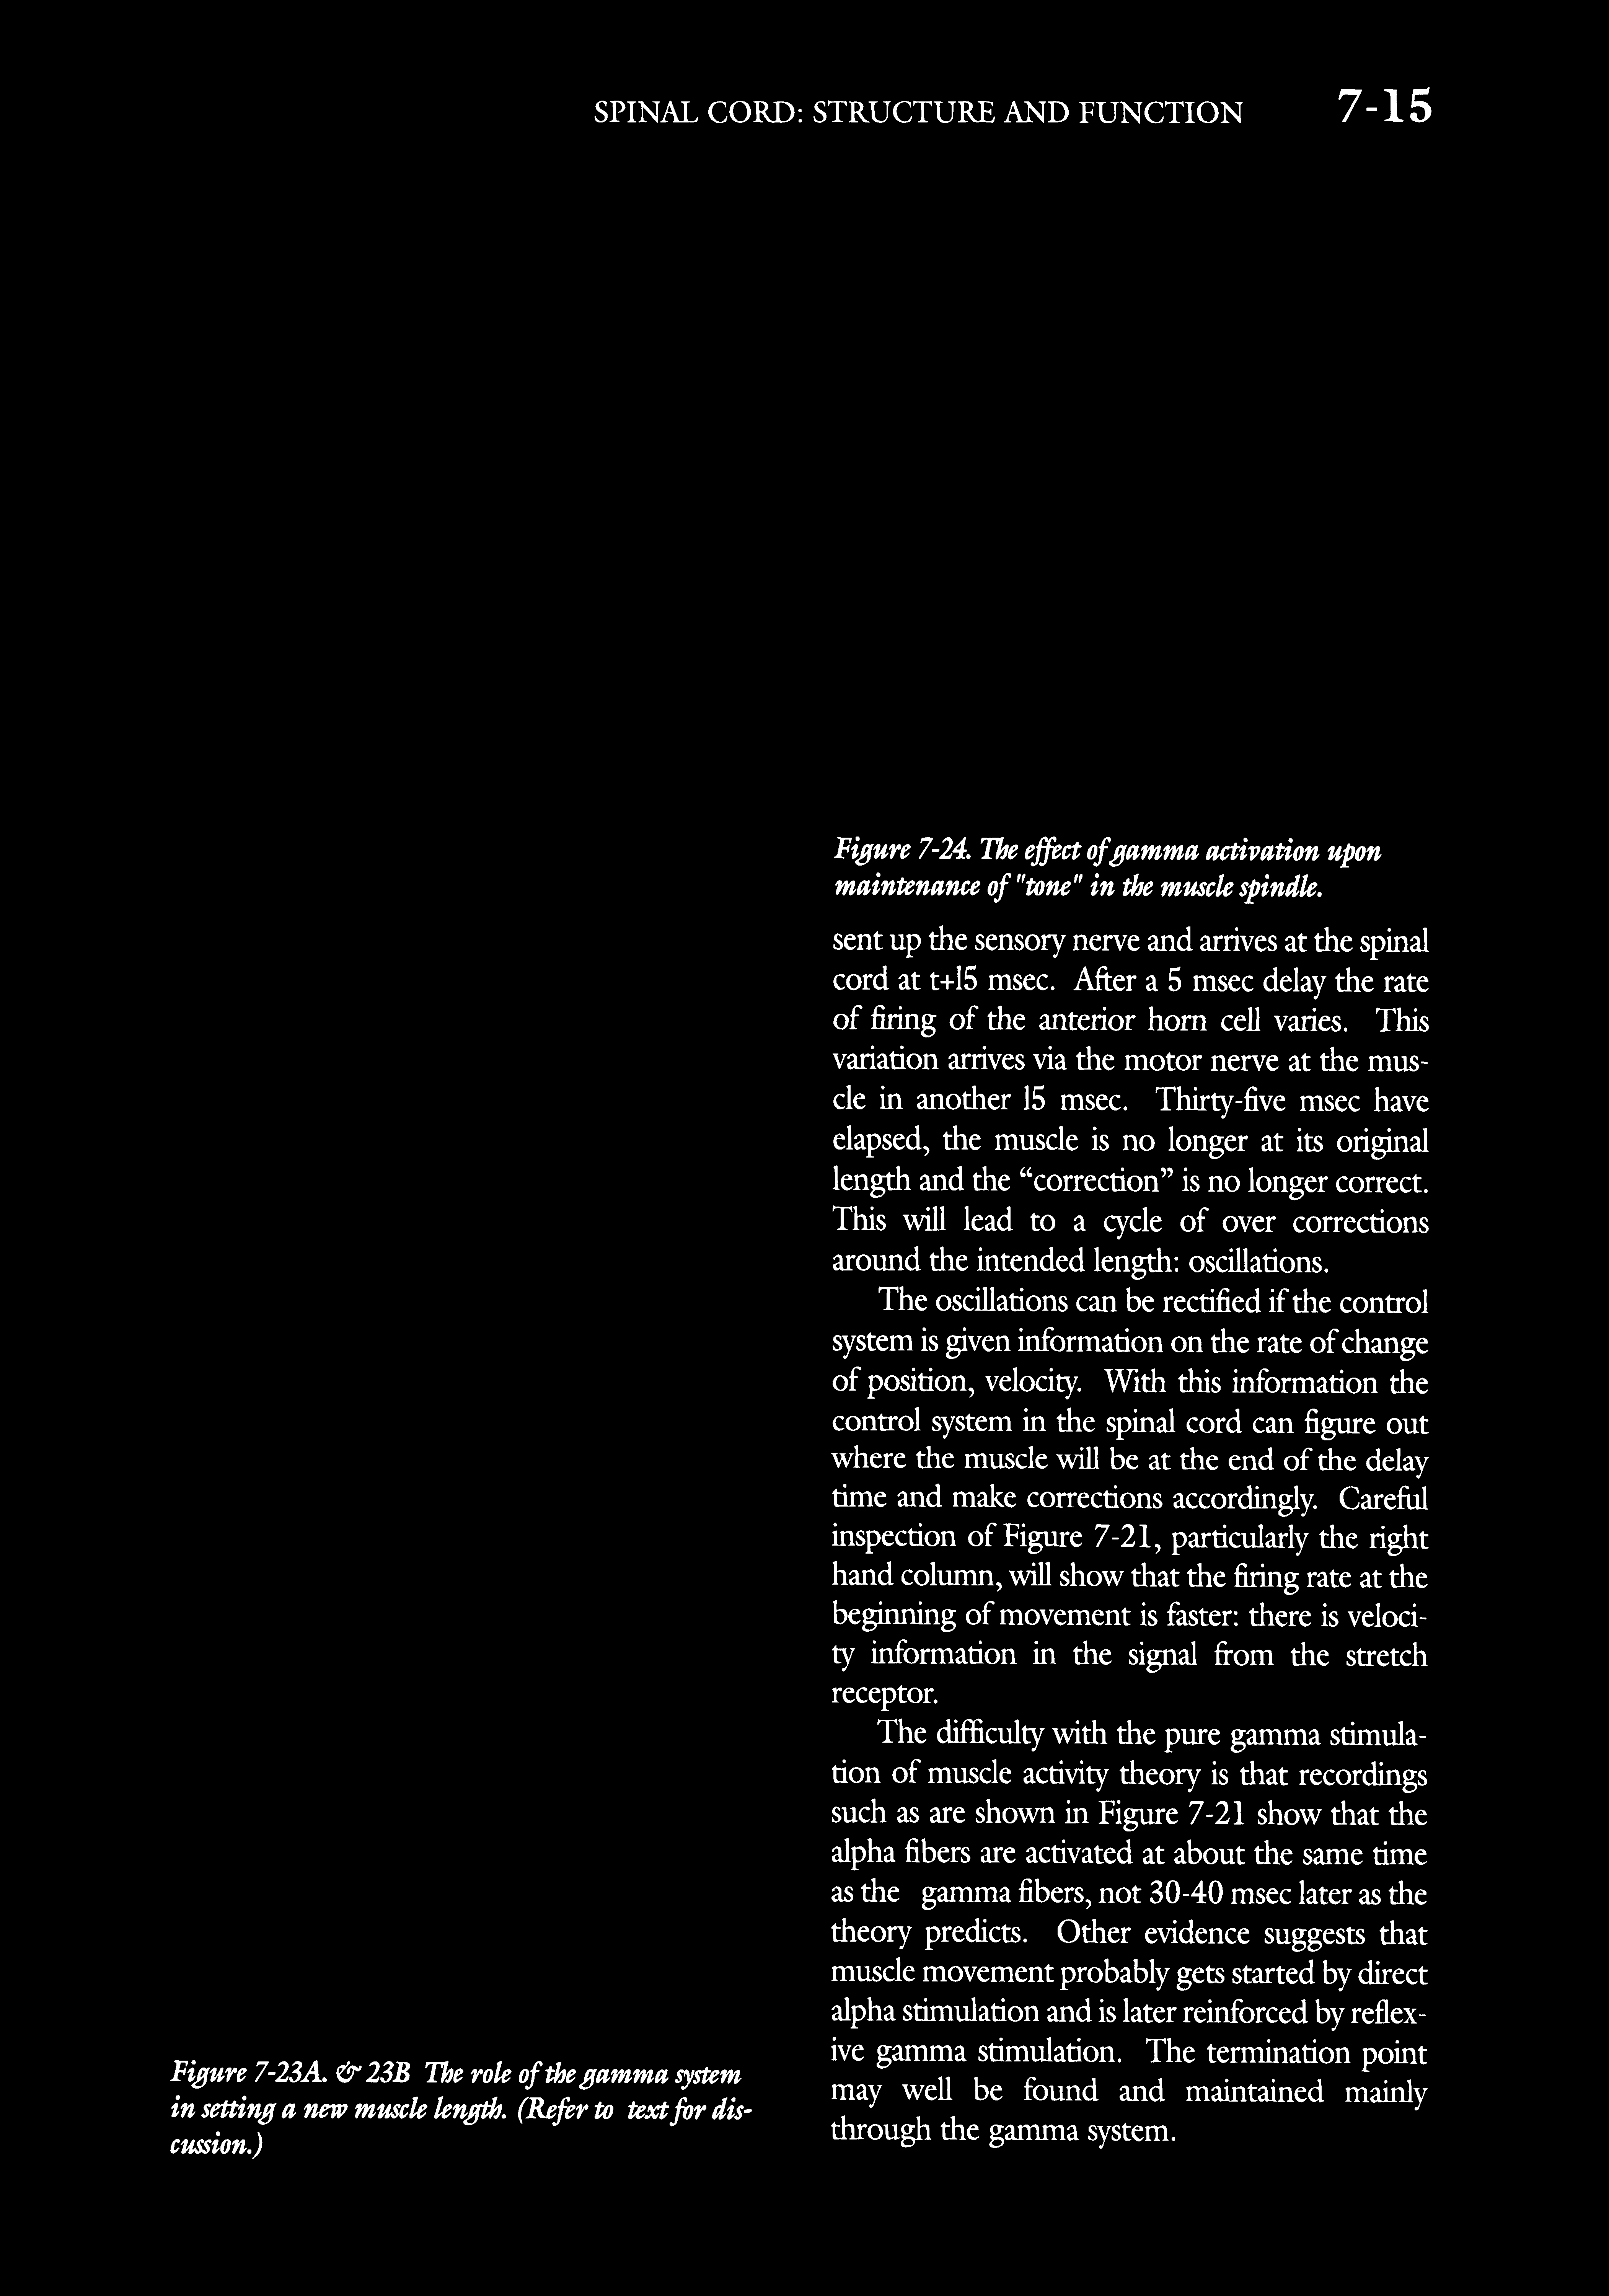 SPINAL CORD: STRUCTURE AND FUNCTION 7-15
Figure 7-23A. & 23B The role of the gamma system
in setting a new muscle length. (Refer to text for dis-
cussion.)
Figure 7-24. The effect of gamma activation upon
maintenance of "tone" in the muscle spindle.
sent up the sensory nerve and arrives at the spinal
cord at t+15 msec. After a 5 msec delay the rate
of firing of the anterior horn cell varies. This
variation arrives via the motor nerve at the mus-
cle in another 15 msec. Thirty-five msec have
elapsed, the muscle is no longer at its original
length and the “correction” is no longer correct.
This will lead to a cycle of over corrections
around the intended length: oscillations.
The oscillations can be rectified if the control
system is given information on the rate of change
of position, velocity. With this information the
control system in the spinal cord can figure out
where the muscle will be at the end of the delay
time and make corrections accordingly. Careful
inspection of Figure 7-21, particularly the right
hand column, will show that the firing rate at the
beginning of movement is faster: there is veloci-
ty information in the signal from the stretch
receptor.
The difficulty with the pure gamma stimula-
tion of muscle activity theory is that recordings
such as are shown in Figure 7-21 show that the
alpha fibers are activated at about the same time
as the gamma fibers, not 30-40 msec later as the
theory predicts. Other evidence suggests that
muscle movement probably gets started by direct
alpha stimulation and is later reinforced by reflex-
ive gamma stimulation. The termination point
may well be found and maintained mainly
through the gamma system.